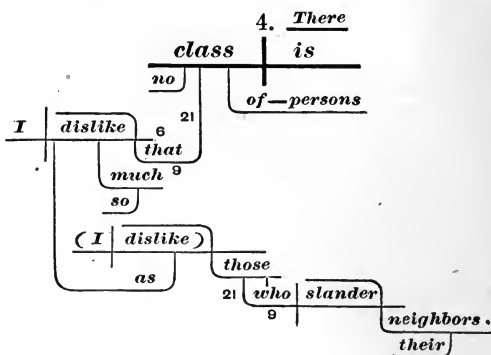 4. There
class is
no
of—persons
21
I dislike 6
that
9
much
so
(I dislike)
those
as
21 who slander
9
neighbors.
their